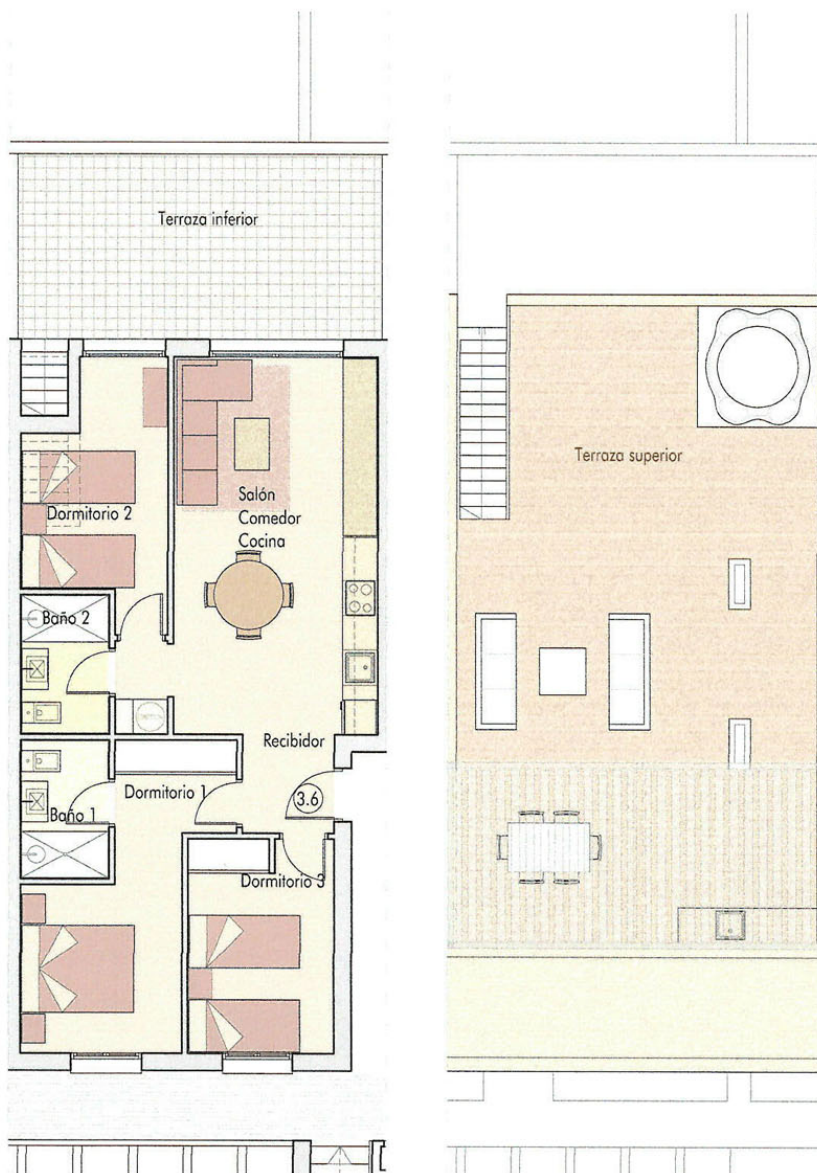 Terraza inferior
Terraza superior
Salón
Comedor
Cocina
Dormitorio 2
Baño 2
Recibidor
Dormitorio 1
3.6
Baño 1
Dormitorio 3